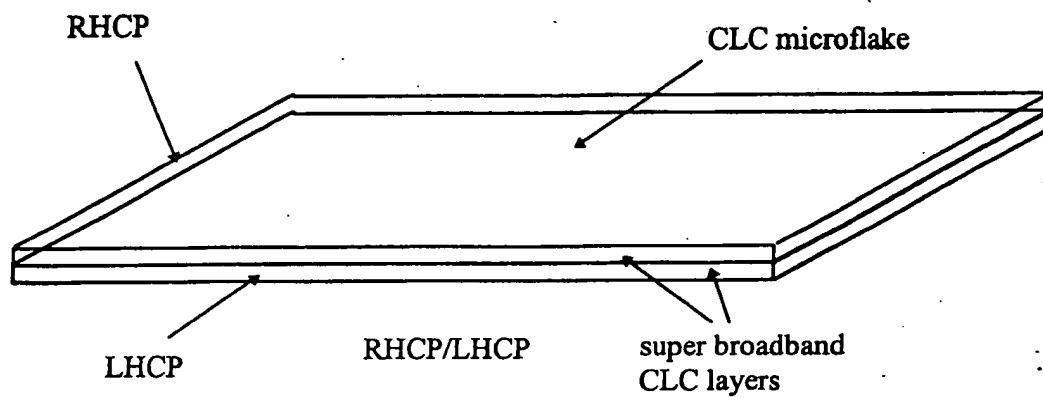 RHCP
CLC microflake
LHCP
RHCP/LHCP
super broadband
CLC layers